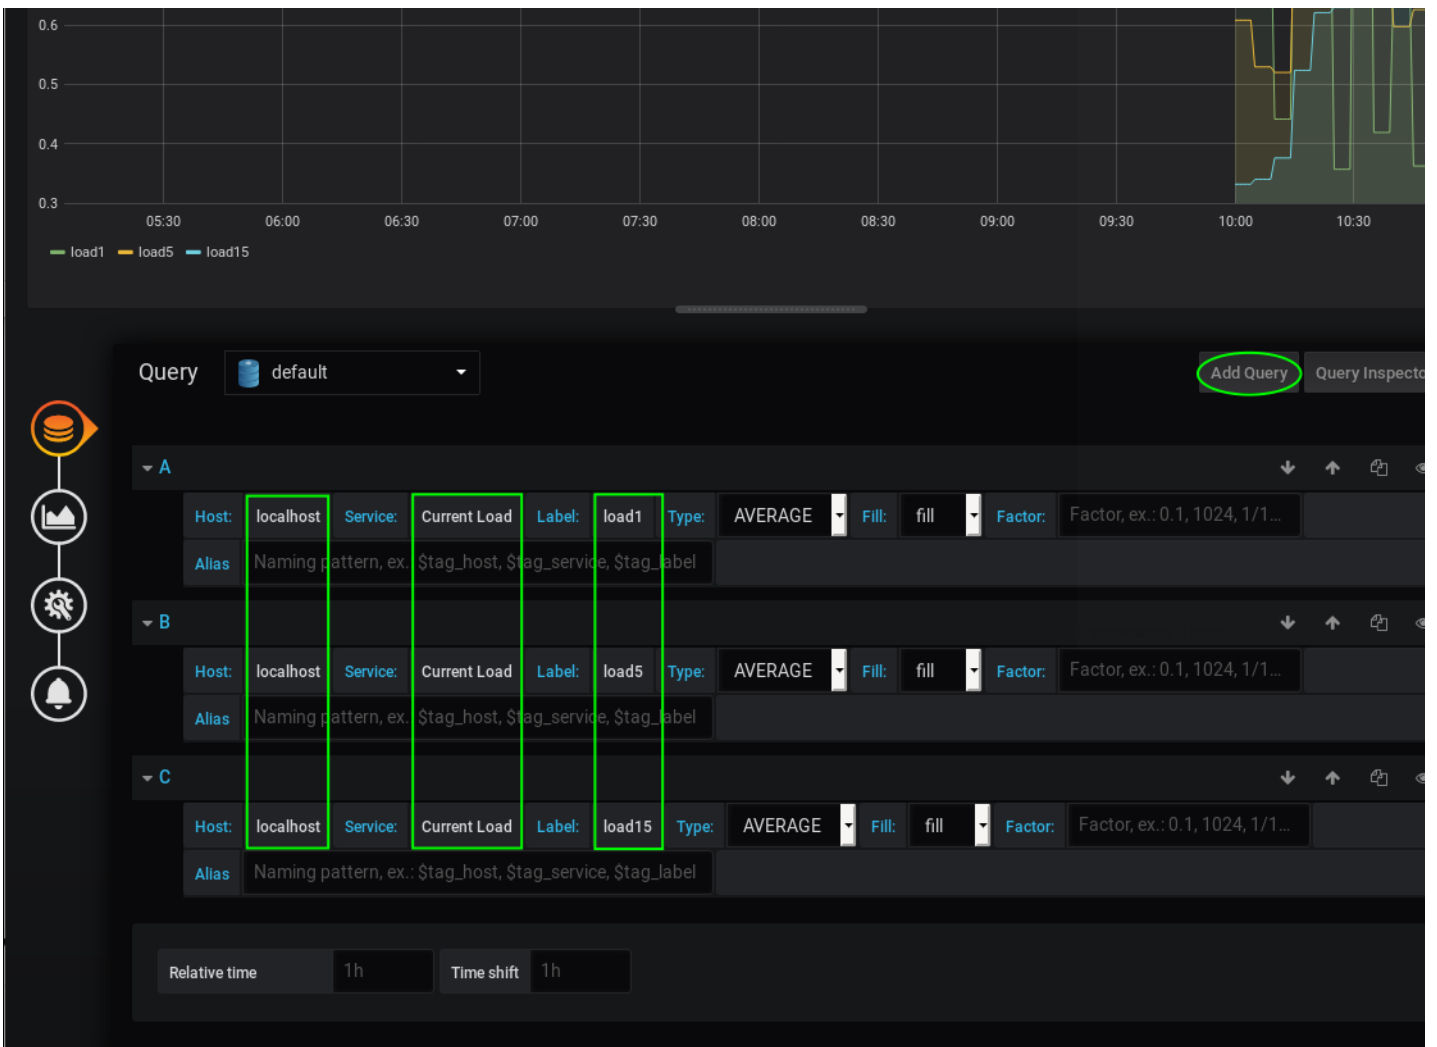 0.6
0.5
0.4
0.3
05:30 06:00 06:30 07:00 07:30 08:00 08:30 09:00 09:30 10:00 10:30
load1 load5 load15
Query default Add Query Query Inspecto
A
Host: localhost Service: Current Load Label: load1 Type: AVERAGE Fill: fill Factor: Factor, ex.: 0.1, 1024, 1/1...
Alias Naming pattern, ex.: $tag_host, $tag_service, $tag_label
B
Host: localhost Service: Current Load Label: load5 Type: AVERAGE Fill: fill Factor: Factor, ex.: 0.1, 1024, 1/1...
Alias Naming pattern, ex.: $tag_host, $tag_service, $tag_label
C
Host: localhost Service: Current Load Label: load15 Type: AVERAGE Fill: fill Factor: Factor, ex.: 0.1, 1024, 1/1...
Alias Naming pattern, ex.: $tag_host, $tag_service, $tag_label
Relative time 1h Time shift 1h